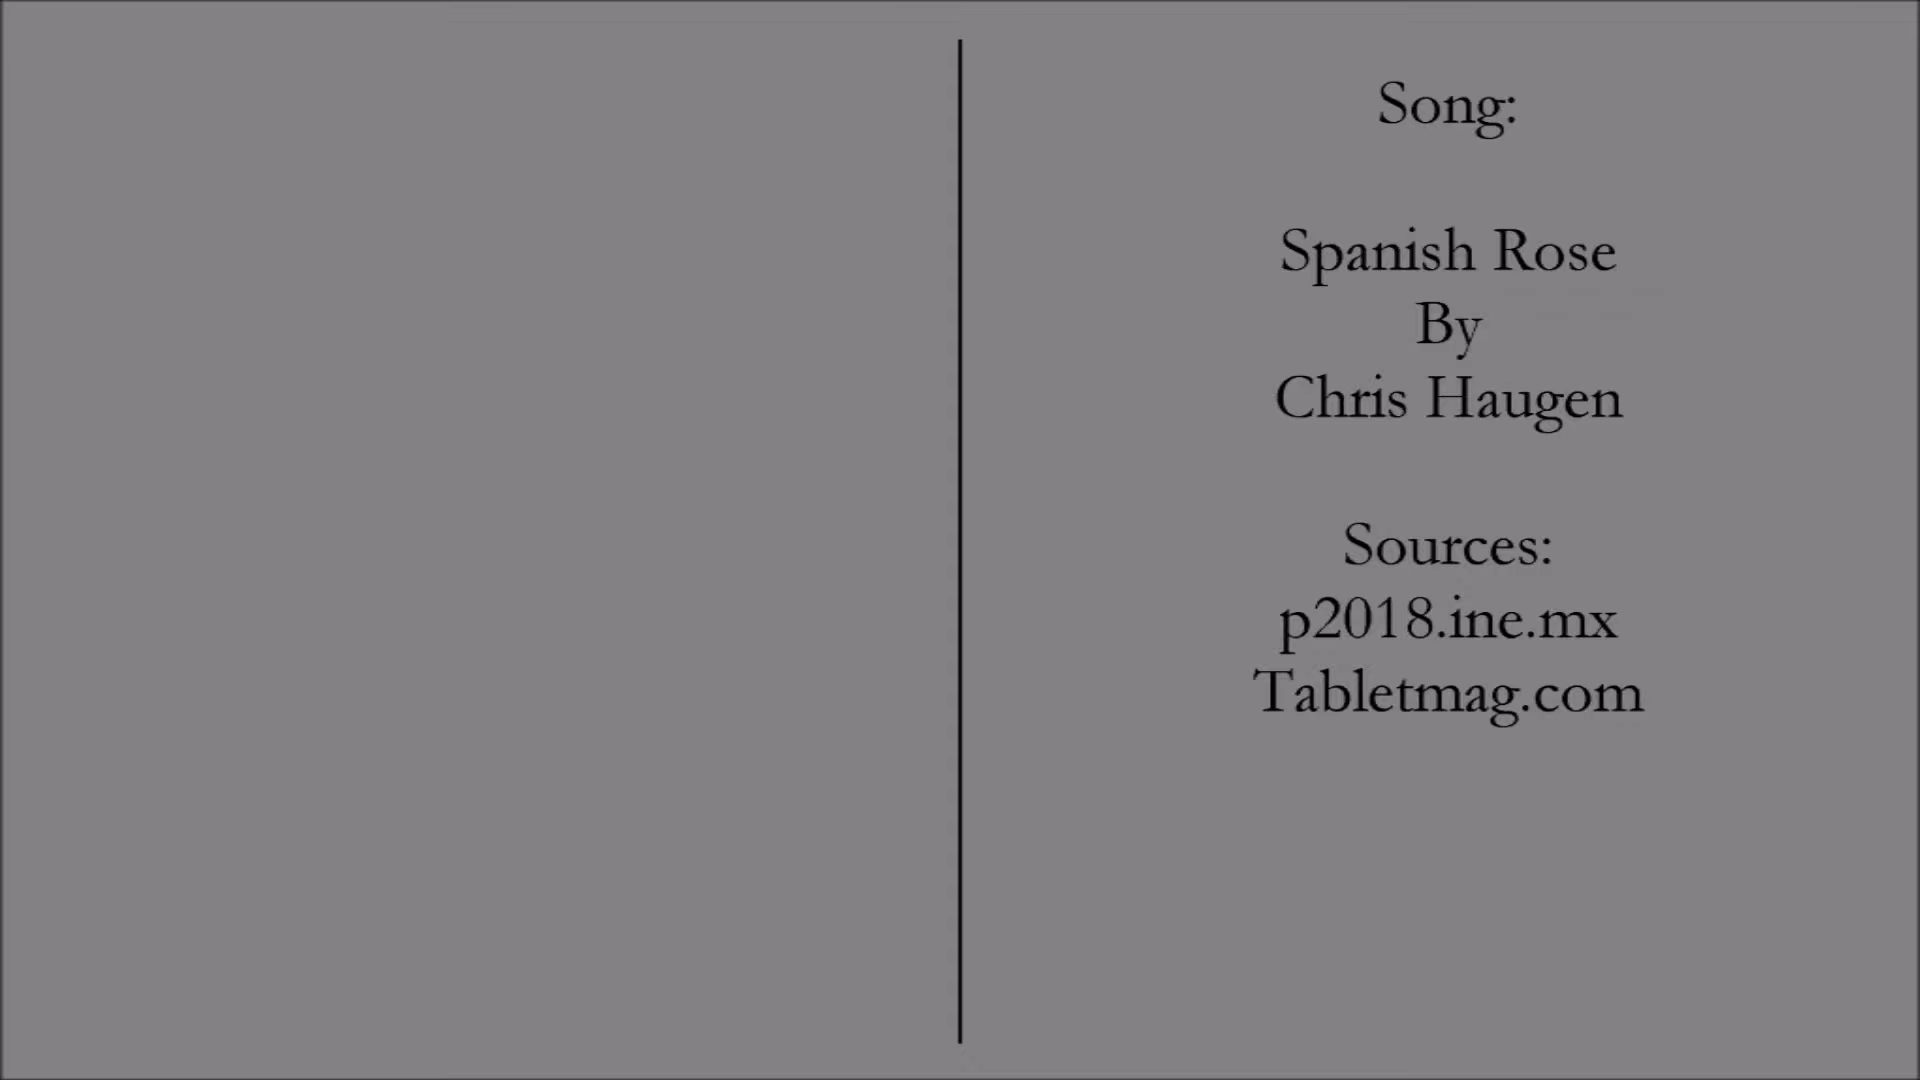 Song:
Spanish Rose
By
Chris Haugen
Sources:
p2018.ine.mx
Tabletmag.com